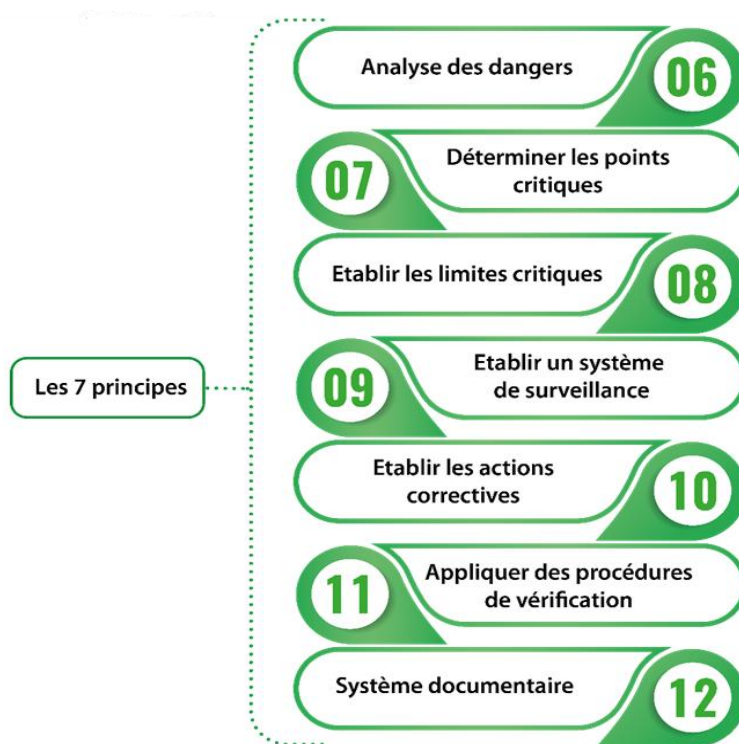 Analyse des dangers
06
07
Déterminer les points
critiques
Etablir les limites critiques
08
Les 7 principes
09
Etablir un système
de surveillance
Etablir les actions
correctives
10
11
Appliquer des procédures
de vérification
Système documentaire
12